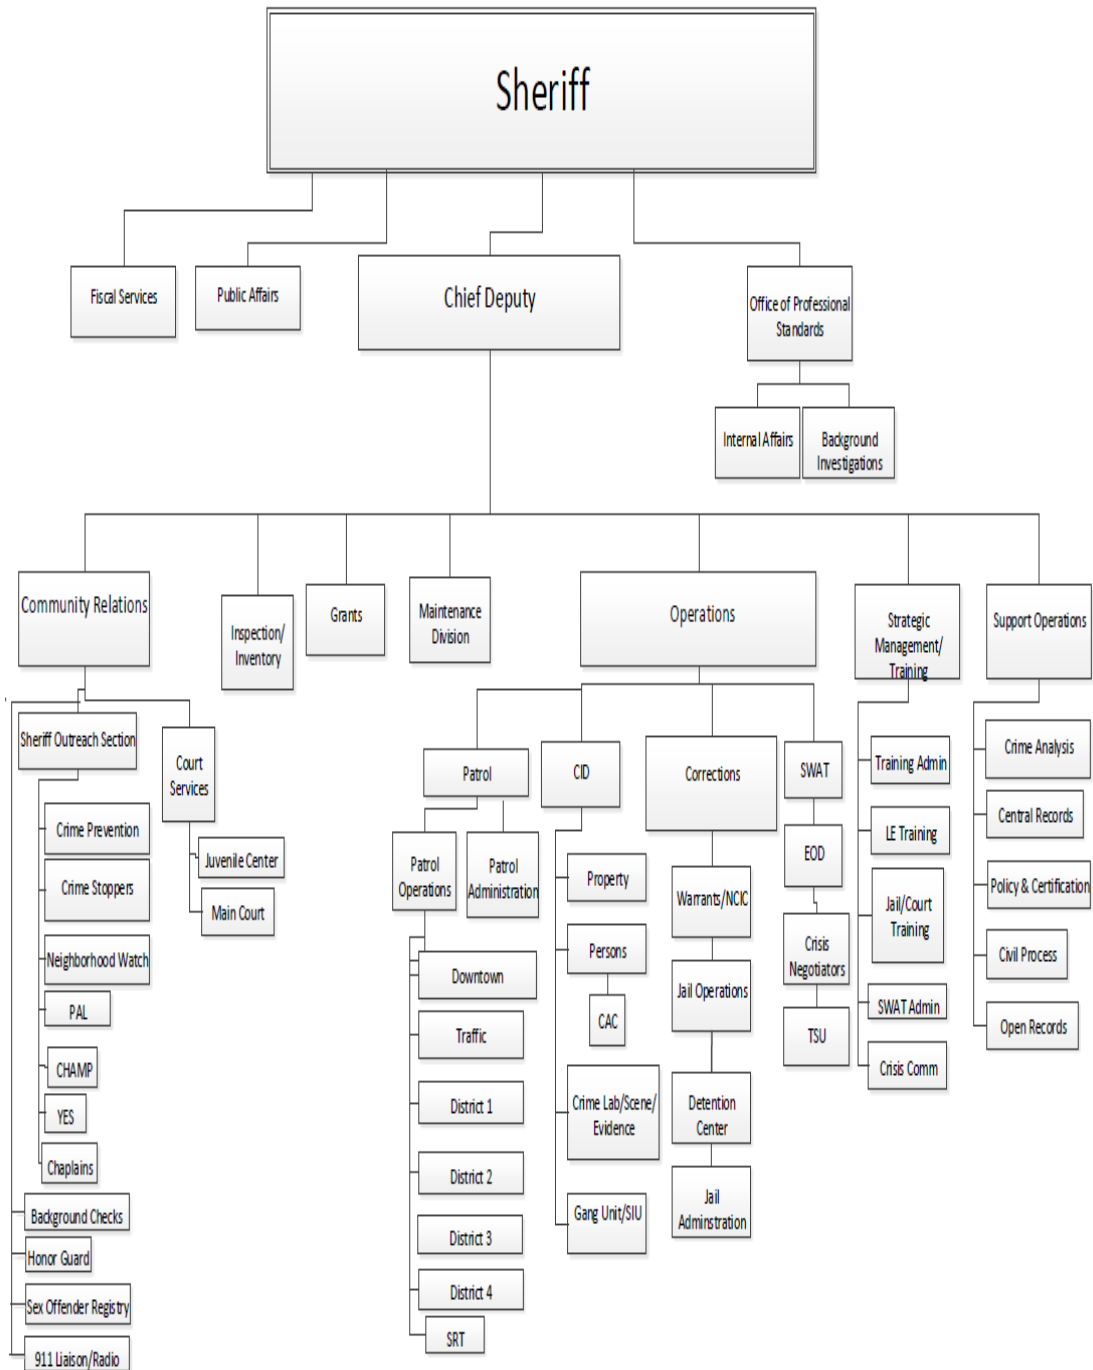 Sheriff
Fiscal Services
Public Affairs
Chief Deputy
Office of Professional
Standards
Internal Affairs
Background
Investigations
Community Relations
Inspection/
Inventory
Grants
Maintenance
Division
Operations
Strategic
Management/
Training
Support Operations
Sheriff Outreach Section
Court
Services
Crime Prevention
Crime Stoppers
Neighborhood Watch
PAL
CHAMP
YES
Chaplains
Juvenile Center
Main Court
Background Checks
Honor Guard
Sex Offender Registry
911 Liaison/Radio
Patrol
Patrol
Operations
Patrol
Administration
Downtown
Traffic
District 1
District 2
District 3
District 4
SRT
CID
Property
Persons
CAC
Crime Lab/Scene/
Evidence
Gang Unit/SIU
Corrections
Warrants/NCIC
Jail Operations
Detention
Center
Jail
Adminstration
SWAT
EOD
Crisis
Negotiators
TSU
Training Admin
LE Training
Jail/Court
Training
SWAT Admin
Crisis Comm
Crime Analysis
Central Records
Policy & Certification
Civil Process
Open Records